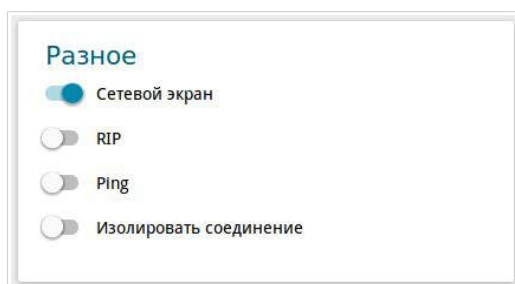 Разное
Сетевой экран
RIP
Ping
Изолировать соединение